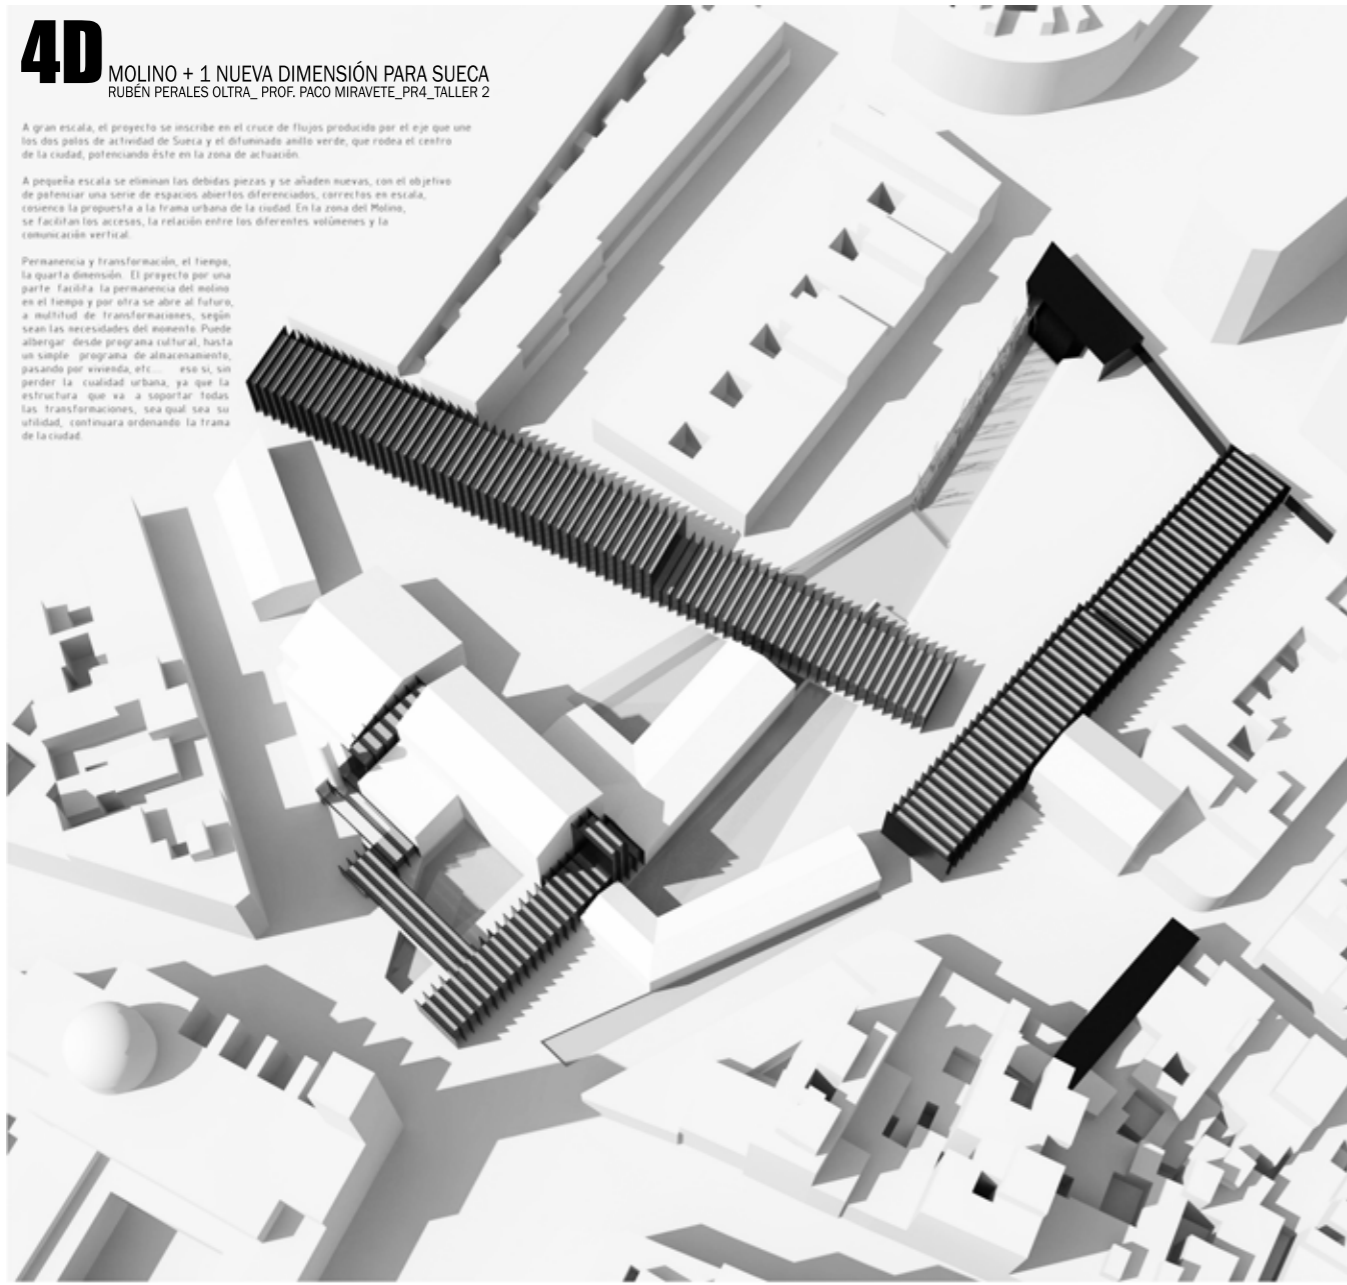 4D
MOLINO + 1 NUEVA DIMENSIÓN PARA SUECA
RUBÉN PERALES OLTRA_ PROF. PACO MIRAVETE_PR4_TALLER 2
A gran escala, el proyecto se inscribe en el cruce de flujos producido por el eje que une
los dos polos de actividad de Sueca y el difuminado anillo verde, que rodea el centro
de la ciudad, potenciando éste en la zona de actuación.
A pequeña escala se eliminan las debidas piezas y se añaden nuevas, con el objetivo
de potenciar una serie de espacios abiertos diferenciados, correctos en escala,
cosienco la propuesta a la trama urbana de la ciudad. En la zona del Molino,
se facilitan los accesos, la relación entre los diferentes volúmenes y la
comunicación vertical.
Permanencia y transformación, el tiempo,
la quarta dimensión. El proyecto por una
parte facilita la permanencia del molino
en el tiempo y por otra se abre al futuro,
a multitud de transformaciones, según
sean las necesidades del momento. Puede
albergar desde programa cultural, hasta
un simple programa de almacenamiento,
pasando por vivienda, etc... eso si, sin
perder la cualidad urbana, ya que la
estructura que va a soportar todas
las transformaciones, sea qual sea su
utilidad, continuara ordenando la trama
de la ciudad.